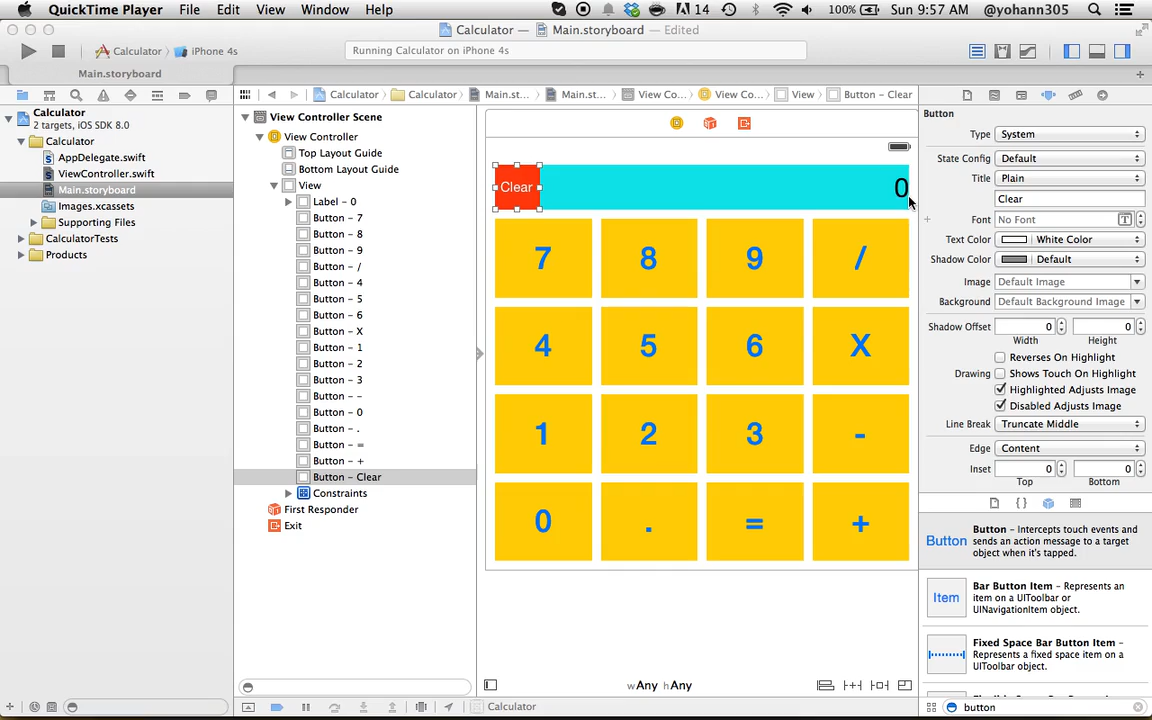 QuickTime Player File Edit View Window Help 14 100% Sun 9:57 AM @yohann305
Calculator — Main.storyboard — Edited
Calculator iPhone 4s Running Calculator on iPhone 4s
Main.storyboard
Calculator Calculator Main.st... Main.st... View Co... View Co... View Button – Clear
Calculator
2 targets, iOS SDK 8.0
Calculator
AppDelegate.swift
ViewController.swift
Main.storyboard
Images.xcassets
Supporting Files
CalculatorTests
Products
View Controller Scene
View Controller
Top Layout Guide
Bottom Layout Guide
View
Label – 0
Button – 7
Button – 8
Button – 9
Button – /
Button – 4
Button – 5
Button – 6
Button – X
Button – 1
Button – 2
Button – 3
Button – -
Button – 0
Button – .
Button – =
Button – +
Button – Clear
Constraints
First Responder
Exit
Clear 0
7 8 9 /
4 5 6 X
1 2 3 -
0 . = +
wAny hAny
Calculator
Button
Type System
State Config Default
Title Plain
Clear
Font No Font T
Text Color White Color
Shadow Color Default
Image Default Image
Background Default Background Image
Shadow Offset 0 0
Width Height
Reverses On Highlight
Drawing Shows Touch On Highlight
Highlighted Adjusts Image
Disabled Adjusts Image
Line Break Truncate Middle
Edge Content
Inset 0 0
Top Bottom
{}
Button Button – Intercepts touch events and
sends an action message to a target
object when it's tapped.
Item Bar Button Item – Represents an
item on a UIToolbar or
UINavigationItem object.
Fixed Space Bar Button Item –
Represents a fixed space item on a
UIToolbar object.
button